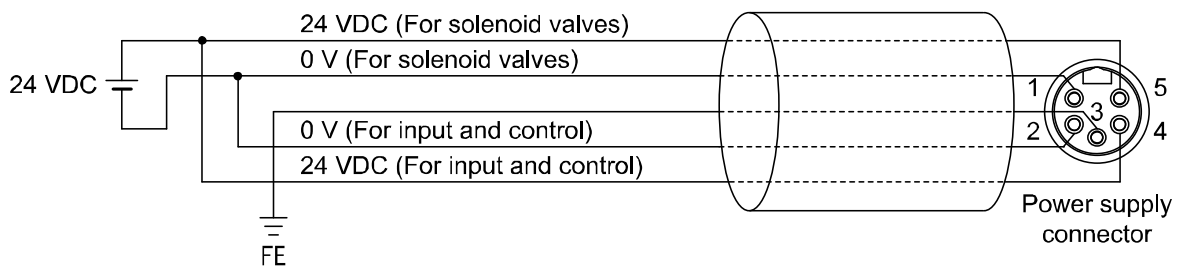 24 VDC (For solenoid valves)
0 V (For solenoid valves)
24 VDC
1
5
3
0 V (For input and control)
2
4
24 VDC (For input and control)
Power supply
connector
FE